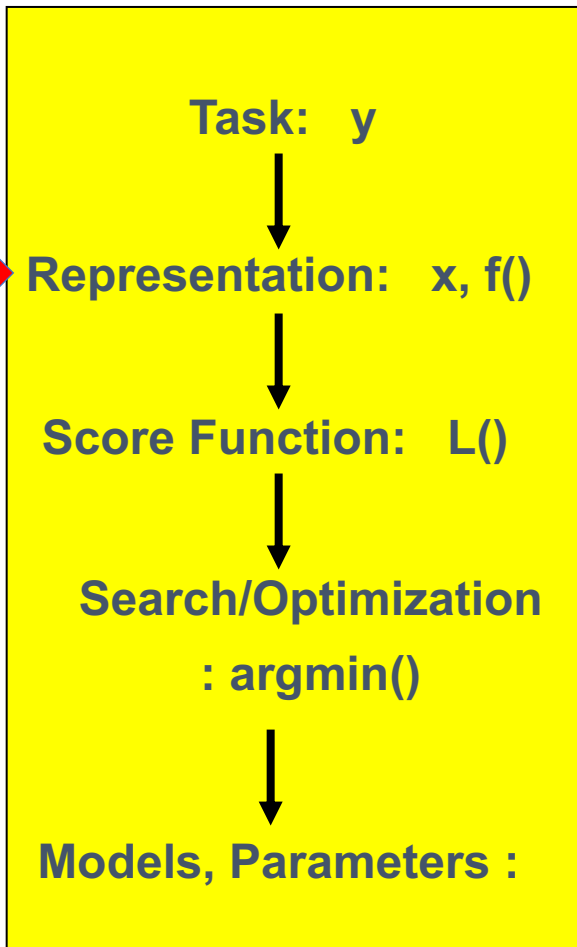 Task: y
Representation: x, f()
Score Function: L()
Search/Optimization
: argmin()
Models, Parameters :